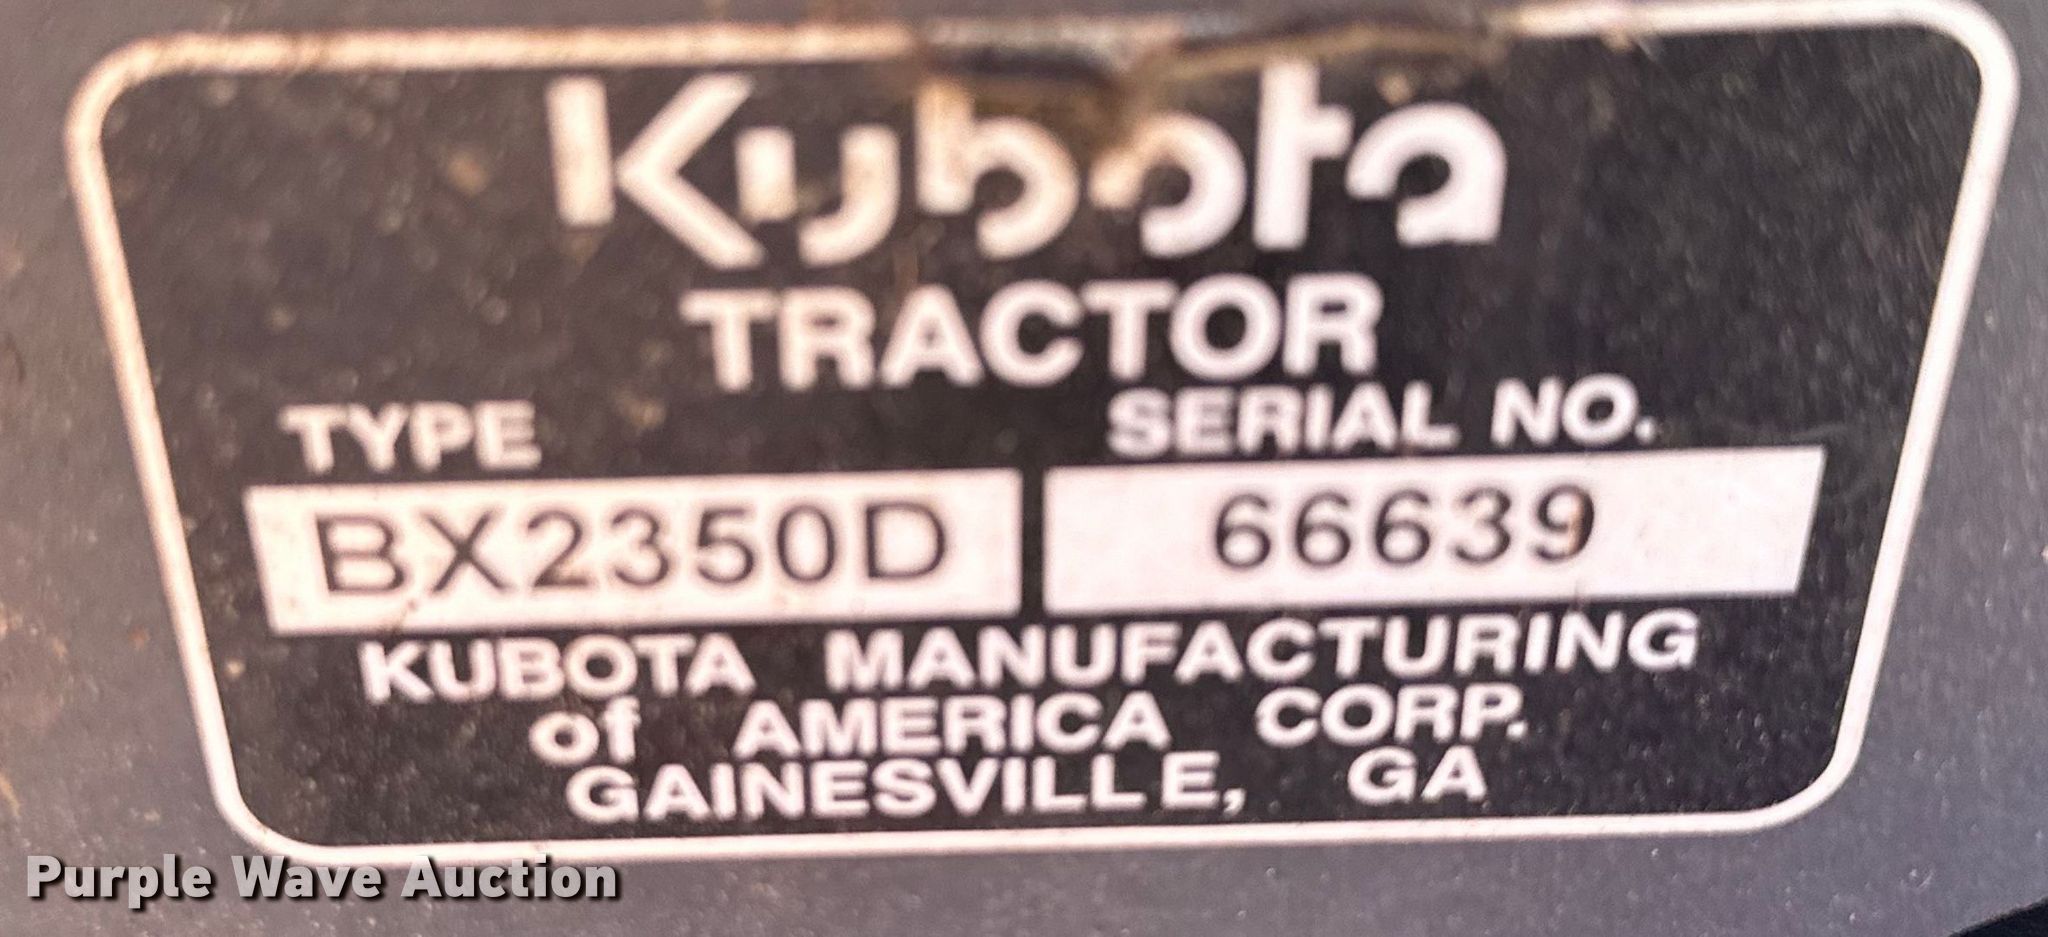 Kubota
TRACTOR
TYPE SERIAL NO.
BX2350D 66639
KUBOTA MANUFACTURING
of AMERICA CORP.
GAINESVILLE, GA
Purple Wave Auction